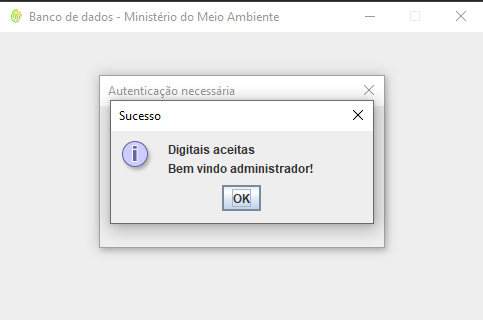 Banco de dados - Ministério do Meio Ambiente
Autenticação necessária
Sucesso
Digitais aceitas
Bem vindo administrador!
OK